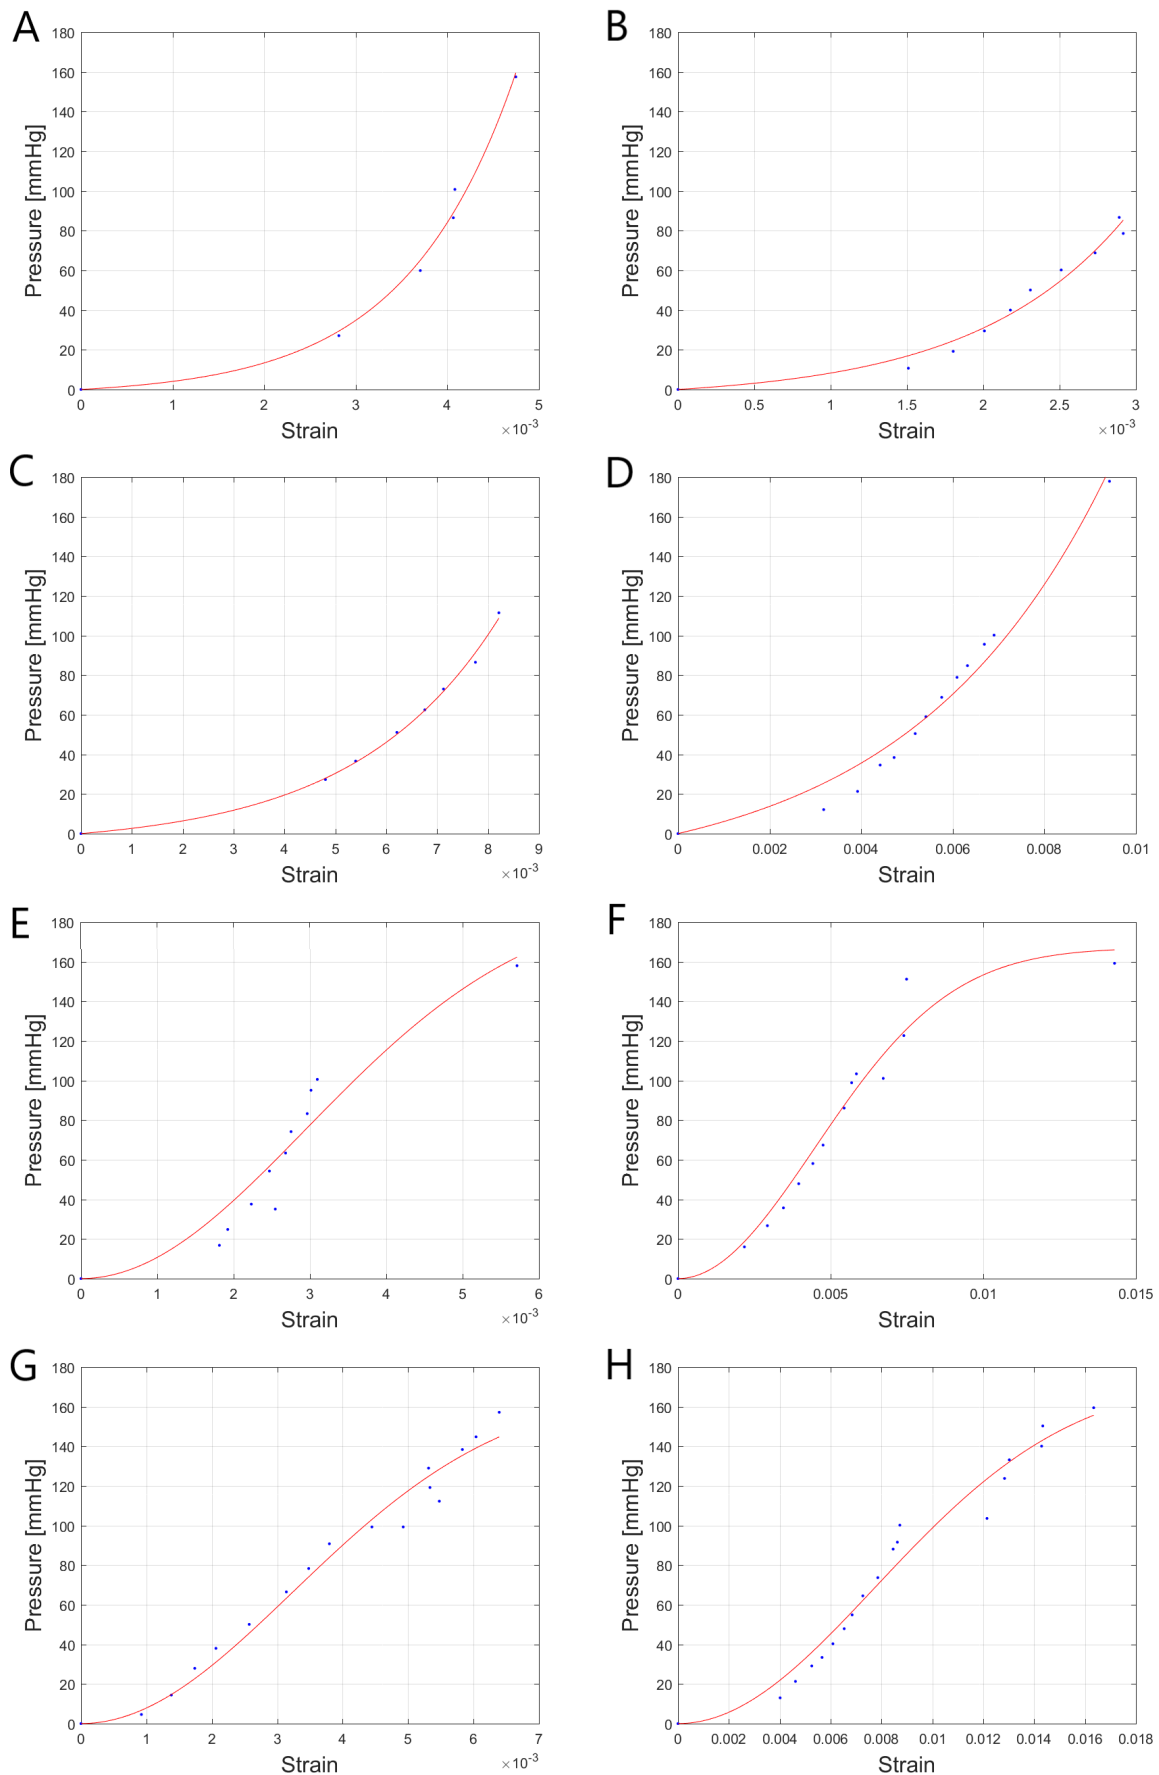 A
180
160
140
120
100
80
60
40
20
0
Pressure [mmHg]
0 1 2 3 4 5
Strain
×10-3
B
180
160
140
120
100
80
60
40
20
0
Pressure [mmHg]
0 0.5 1 1.5 2 2.5 3
Strain
×10-3
C
180
160
140
120
100
80
60
40
20
0
Pressure [mmHg]
0 1 2 3 4 5 6 7 8 9
Strain
×10-3
D
180
160
140
120
100
80
60
40
20
0
Pressure [mmHg]
0 0.002 0.004 0.006 0.008 0.01
Strain
E
180
160
140
120
100
80
60
40
20
0
Pressure [mmHg]
0 1 2 3 4 5 6
Strain
×10-3
F
180
160
140
120
100
80
60
40
20
0
Pressure [mmHg]
0 0.005 0.01 0.015
Strain
G
180
160
140
120
100
80
60
40
20
0
Pressure [mmHg]
0 1 2 3 4 5 6 7
Strain
×10-3
H
180
160
140
120
100
80
60
40
20
0
Pressure [mmHg]
0 0.002 0.004 0.006 0.008 0.01 0.012 0.014 0.016 0.018
Strain